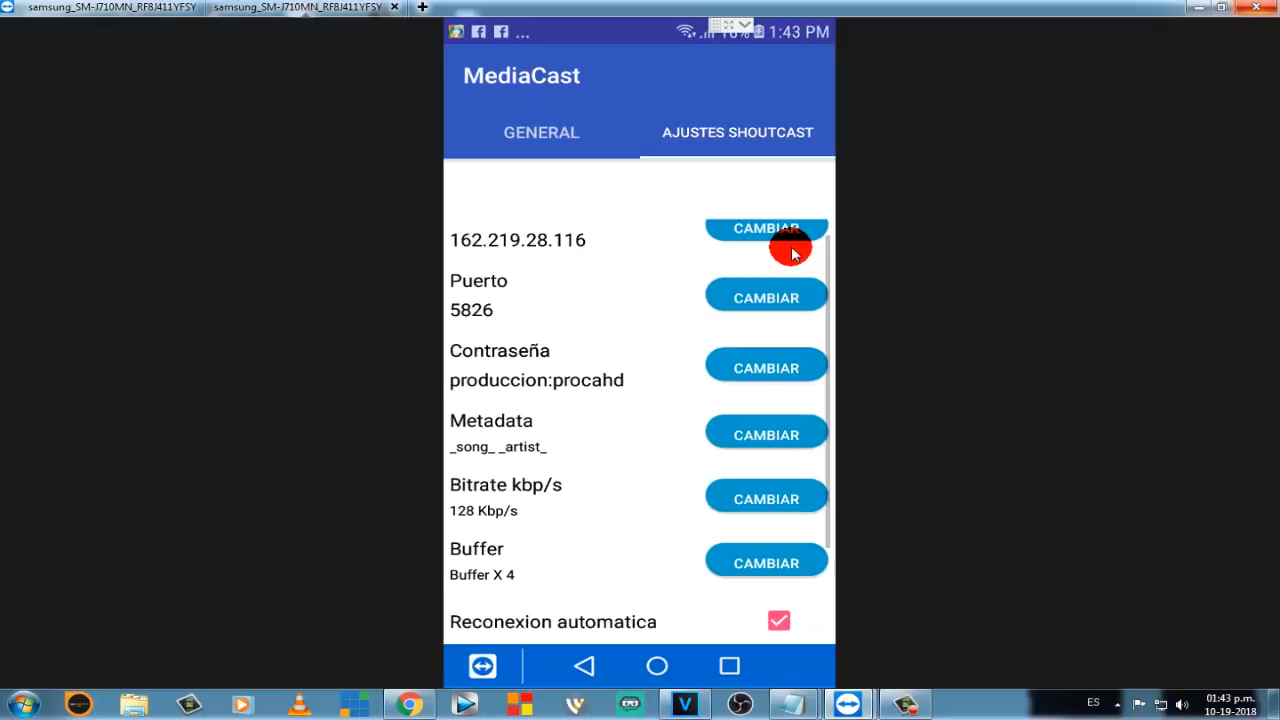 samsung_SM-J710MN_RF8J411YFSY samsung_SM-J710MN_RF8J411YFSY
... 1:43 PM
MediaCast
GENERAL AJUSTES SHOUTCAST
CAMBIAR
162.219.28.116
Puerto
5826 CAMBIAR
Contraseña
produccion:procahd CAMBIAR
Metadata
_song_ _artist_ CAMBIAR
Bitrate kbp/s
128 Kbp/s CAMBIAR
Buffer
Buffer X 4 CAMBIAR
Reconexion automatica
ES 01:43 p.m.
10-19-2018